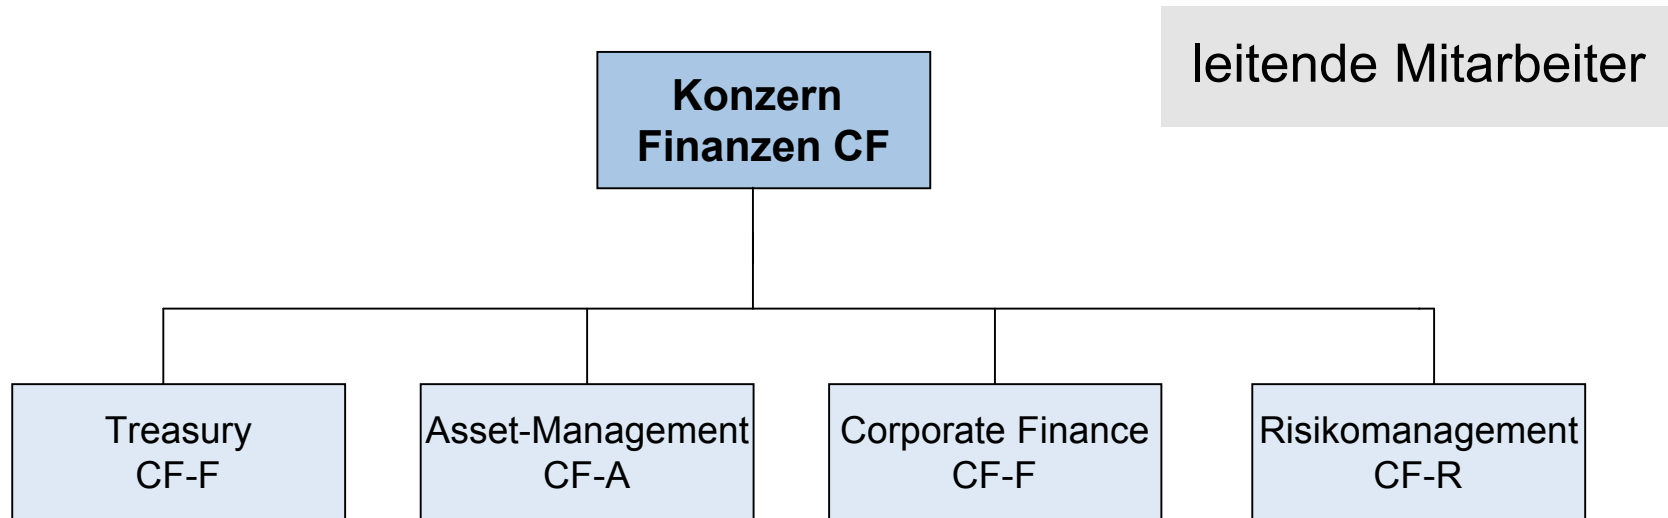 leitende Mitarbeiter
Konzern
Finanzen CF
Treasury
CF-F
Asset-Management
CF-A
Corporate Finance
CF-F
Risikomanagement
CF-R